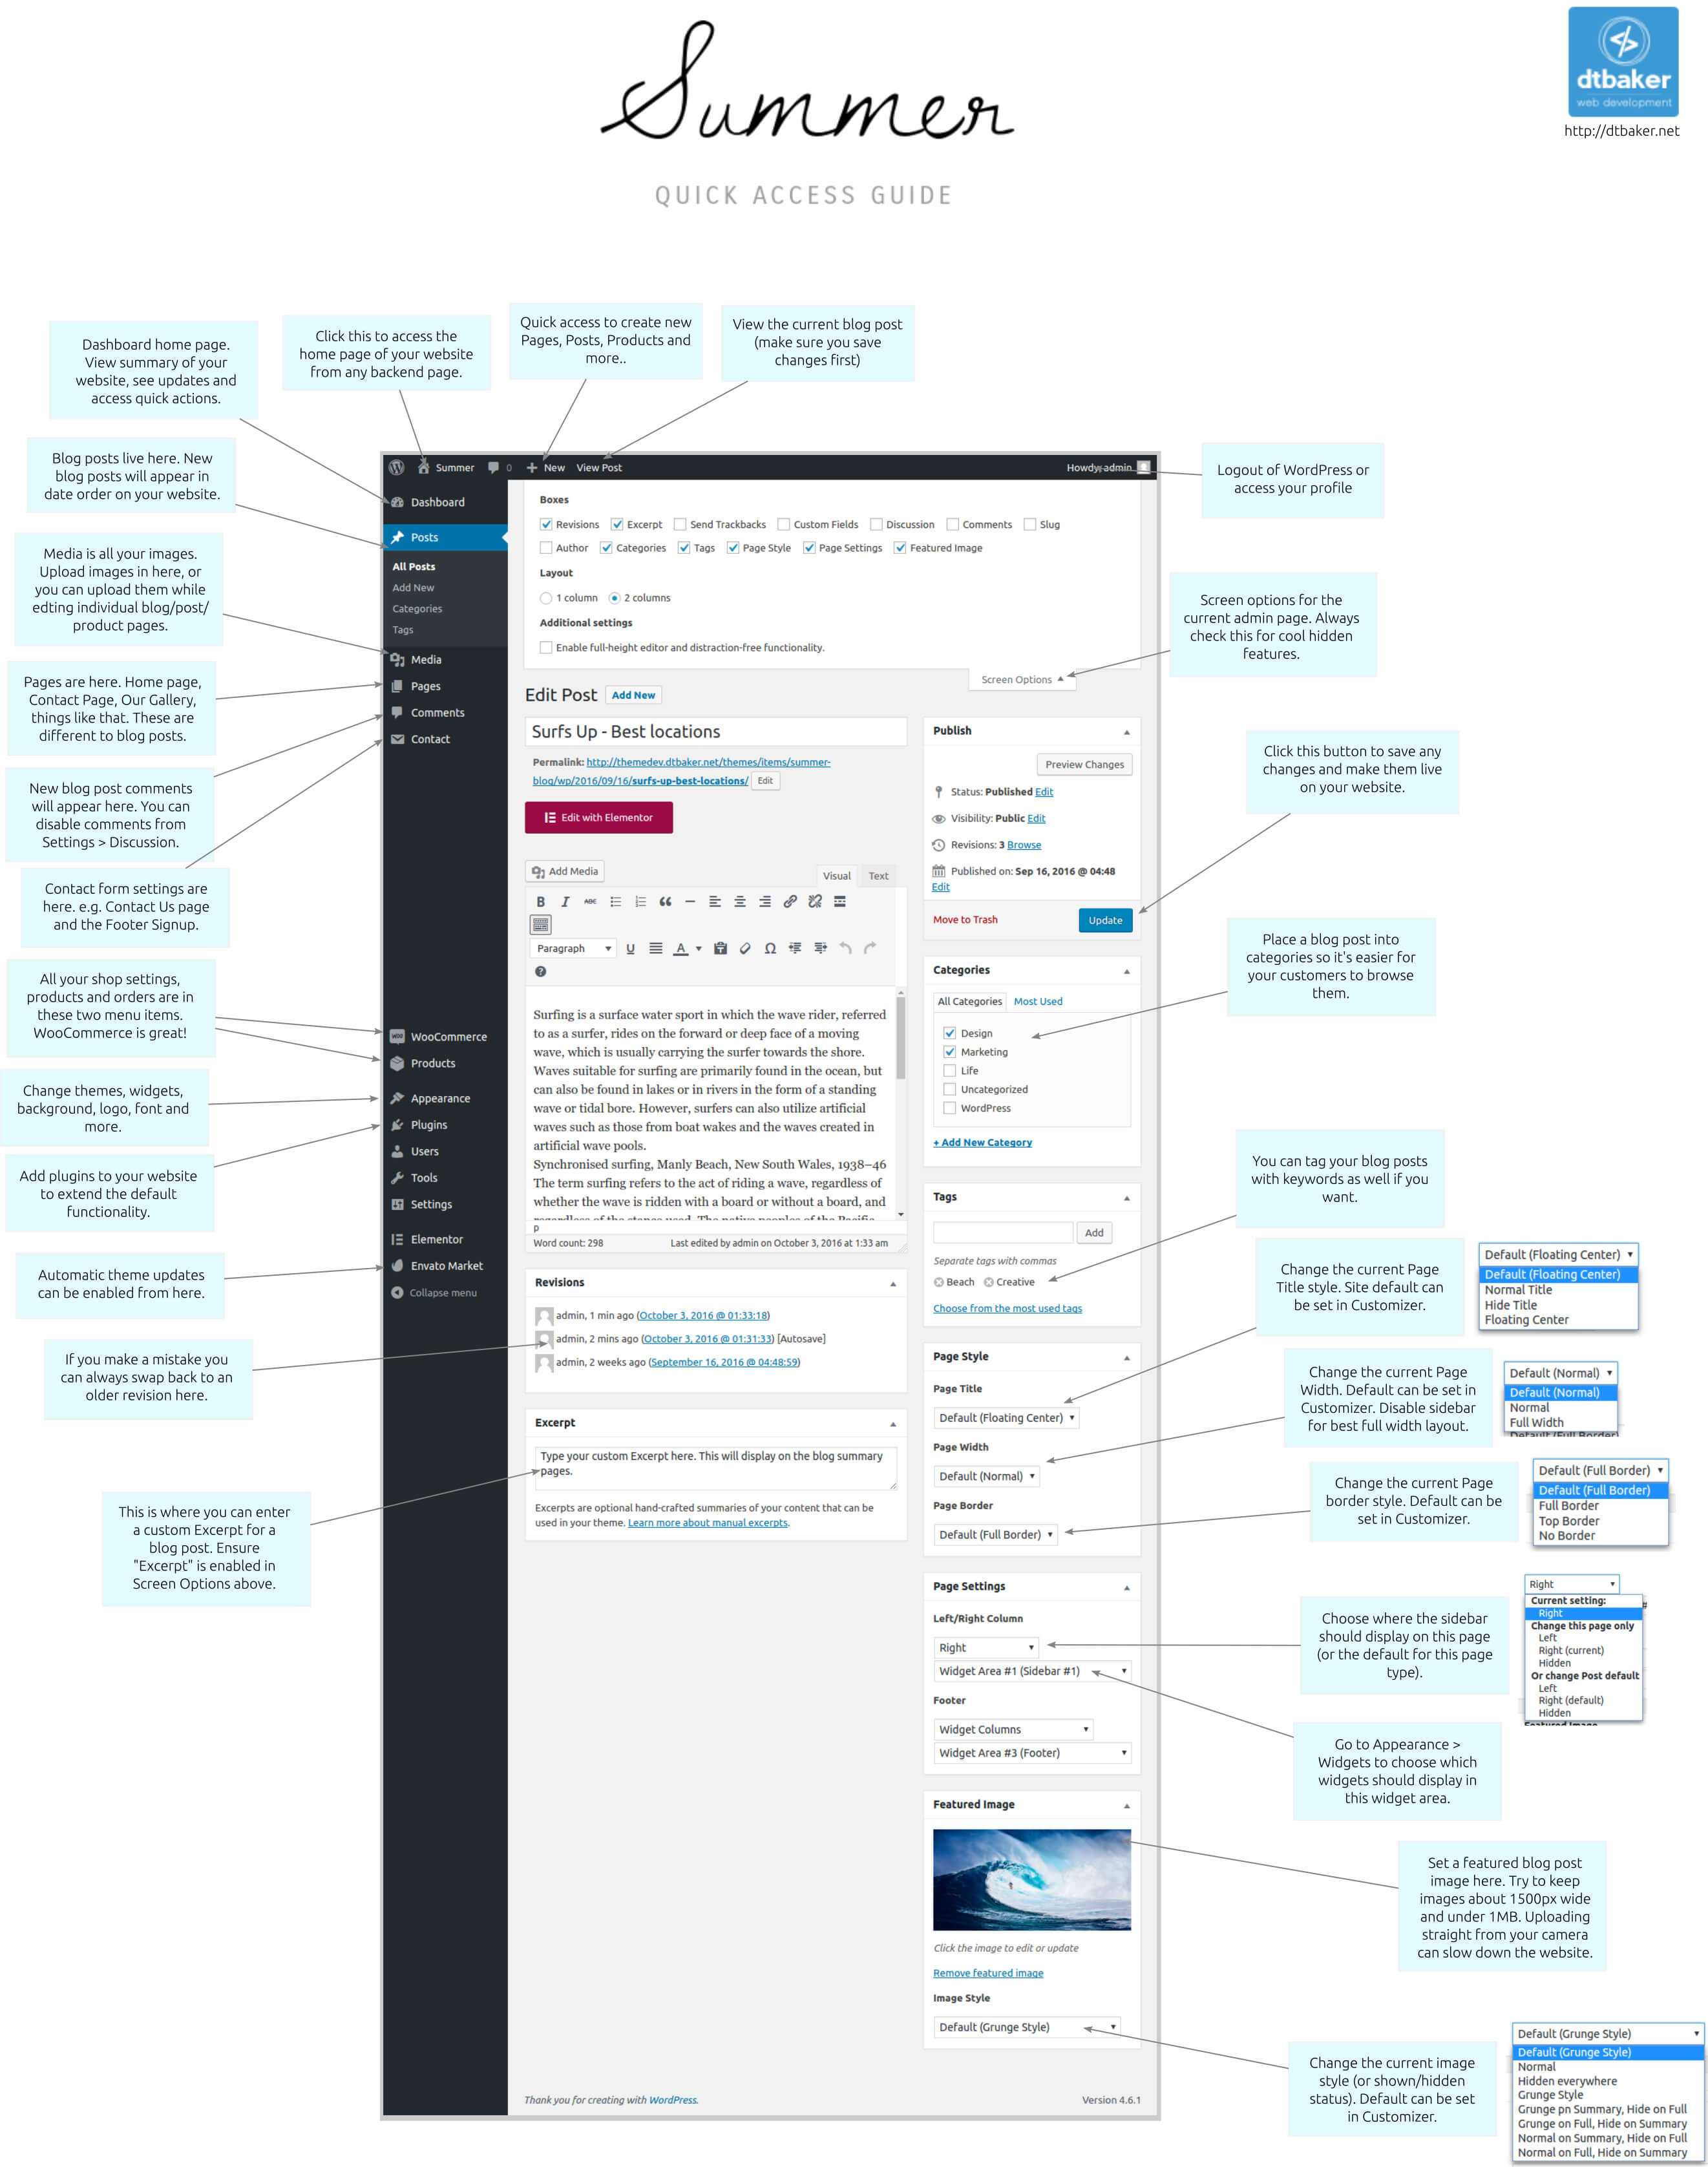 Summer
QUICK ACCESS GUIDE
dtbaker
web development
http://dtbaker.net
Dashboard home page.
View summary of your
website, see updates and
access quick actions.
Click this to access the
home page of your website
from any backend page.
Quick access to create new
Pages, Posts, Products and
more..
View the current blog post
(make sure you save
changes first)
Blog posts live here. New
blog posts will appear in
date order on your website.
Media is all your images.
Upload images in here, or
you can upload them while
edting individual blog/post/
product pages.
Pages are here. Home page,
Contact Page, Our Gallery,
things like that. These are
different to blog posts.
New blog post comments
will appear here. You can
disable comments from
Settings > Discussion.
Contact form settings are
here. e.g. Contact Us page
and the Footer Signup.
All your shop settings,
products and orders are in
these two menu items.
WooCommerce is great!
Change themes, widgets,
background, logo, font and
more.
Add plugins to your website
to extend the default
functionality.
Automatic theme updates
can be enabled from here.
If you make a mistake you
can always swap back to an
older revision here.
This is where you can enter
a custom Excerpt for a
blog post. Ensure
"Excerpt" is enabled in
Screen Options above.
Summer 0 New View Post Howdy, admin
Dashboard
Posts
All Posts
Add New
Categories
Tags
Media
Pages
Comments
Contact
WooCommerce
Products
Appearance
Plugins
Users
Tools
Settings
Elementor
Envato Market
Collapse menu
Boxes
Revisions Excerpt Send Trackbacks Custom Fields Discussion Comments Slug
Author Categories Tags Page Style Page Settings Featured Image
Layout
1 column 2 columns
Additional settings
Enable full-height editor and distraction-free functionality.
Screen Options
Edit Post Add New
Surfs Up - Best locations
Permalink: http://themedev.dtbaker.net/themes/items/summer-
blog/wp/2016/09/16/surfs-up-best-locations/ Edit
Edit with Elementor
Add Media Visual Text
B I ABC
Paragraph U A Ω
Surfing is a surface water sport in which the wave rider, referred
to as a surfer, rides on the forward or deep face of a moving
wave, which is usually carrying the surfer towards the shore.
Waves suitable for surfing are primarily found in the ocean, but
can also be found in lakes or in rivers in the form of a standing
wave or tidal bore. However, surfers can also utilize artificial
waves such as those from boat wakes and the waves created in
artificial wave pools.
Synchronised surfing, Manly Beach, New South Wales, 1938–46
The term surfing refers to the act of riding a wave, regardless of
whether the wave is ridden with a board or without a board, and
regardless of the stance used. The native peoples of the Pacific,
p
Word count: 298 Last edited by admin on October 3, 2016 at 1:33 am
Revisions
admin, 1 min ago (October 3, 2016 @ 01:33:18)
admin, 2 mins ago (October 3, 2016 @ 01:31:33) [Autosave]
admin, 2 weeks ago (September 16, 2016 @ 04:48:59)
Excerpt
Type your custom Excerpt here. This will display on the blog summary
pages.
Excerpts are optional hand-crafted summaries of your content that can be
used in your theme. Learn more about manual excerpts.
Publish
Preview Changes
Status: Published Edit
Visibility: Public Edit
Revisions: 3 Browse
Published on: Sep 16, 2016 @ 04:48
Edit
Move to Trash Update
Categories
All Categories Most Used
Design
Marketing
Life
Uncategorized
WordPress
+ Add New Category
Tags
Add
Separate tags with commas
Beach Creative
Choose from the most used tags
Page Style
Page Title
Default (Floating Center)
Page Width
Default (Normal)
Page Border
Default (Full Border)
Page Settings
Left/Right Column
Right
Widget Area #1 (Sidebar #1)
Footer
Widget Columns
Widget Area #3 (Footer)
Featured Image
Click the image to edit or update
Remove featured image
Image Style
Default (Grunge Style)
Thank you for creating with WordPress. Version 4.6.1
Logout of WordPress or
access your profile
Screen options for the
current admin page. Always
check this for cool hidden
features.
Click this button to save any
changes and make them live
on your website.
Place a blog post into
categories so it's easier for
your customers to browse
them.
You can tag your blog posts
with keywords as well if you
want.
Change the current Page
Title style. Site default can
be set in Customizer.
Default (Floating Center)
Default (Floating Center)
Normal Title
Hide Title
Floating Center
Change the current Page
Width. Default can be set in
Customizer. Disable sidebar
for best full width layout.
Default (Normal)
Default (Normal)
Normal
Full Width
Default (Full Border)
Change the current Page
border style. Default can be
set in Customizer.
Default (Full Border)
Default (Full Border)
Full Border
Top Border
No Border
Choose where the sidebar
should display on this page
(or the default for this page
type).
Right
Current setting:
Right
Change this page only
Left
Right (current)
Hidden
Or change Post default
Left
Right (default)
Hidden
Featured Image
Go to Appearance >
Widgets to choose which
widgets should display in
this widget area.
Set a featured blog post
image here. Try to keep
images about 1500px wide
and under 1MB. Uploading
straight from your camera
can slow down the website.
Change the current image
style (or shown/hidden
status). Default can be set
in Customizer.
Default (Grunge Style)
Default (Grunge Style)
Normal
Hidden everywhere
Grunge Style
Grunge pn Summary, Hide on Full
Grunge on Full, Hide on Summary
Normal on Summary, Hide on Full
Normal on Full, Hide on Summary